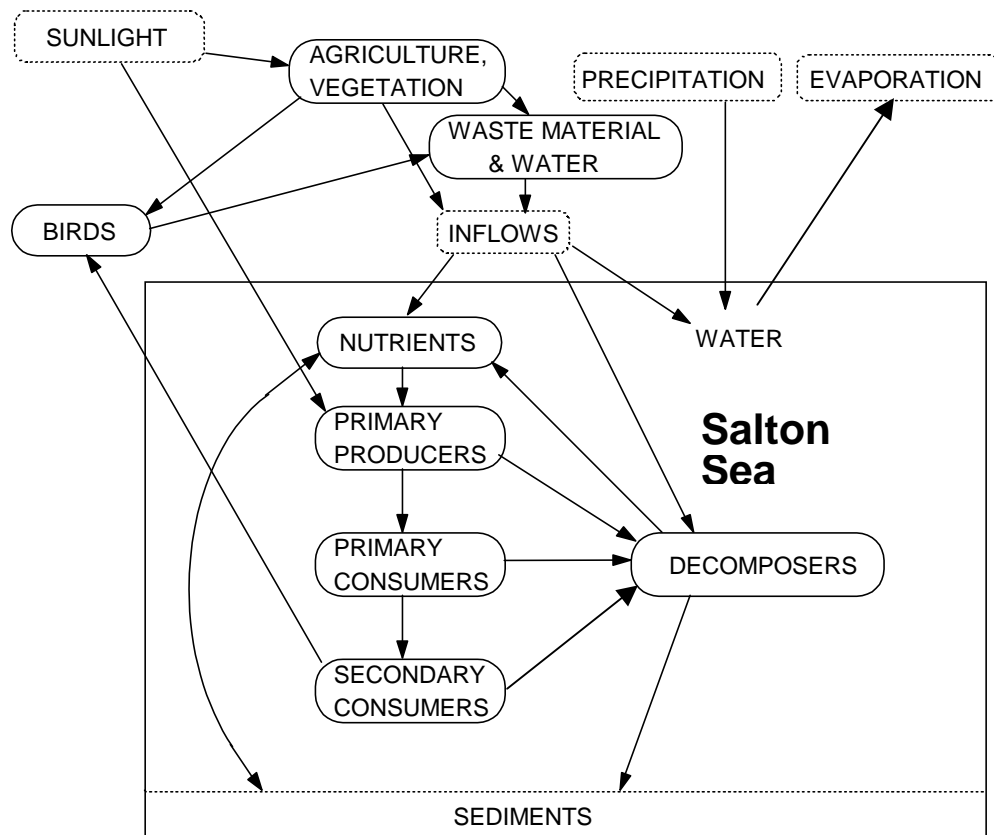 SUNLIGHT
AGRICULTURE,
VEGETATION
PRECIPITATION
EVAPORATION
WASTE MATERIAL
& WATER
BIRDS
INFLOWS
NUTRIENTS
WATER
PRIMARY
PRODUCERS
Salton
Sea
PRIMARY
CONSUMERS
DECOMPOSERS
SECONDARY
CONSUMERS
SEDIMENTS